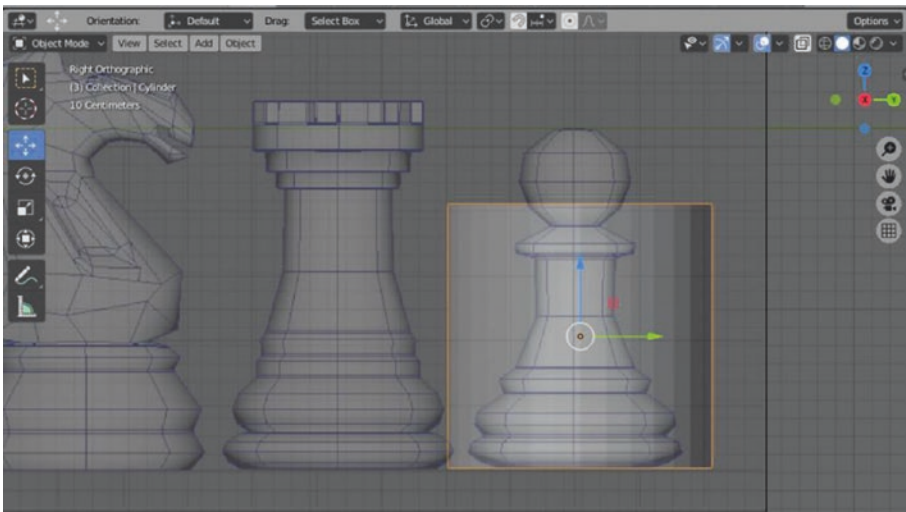 Orientation: Default Drag: Select Box Global Options
Object Mode View Select Add Object
Right Orthographic
(3) Collection | Cylinder
10 Centimeters
Z
X
Y